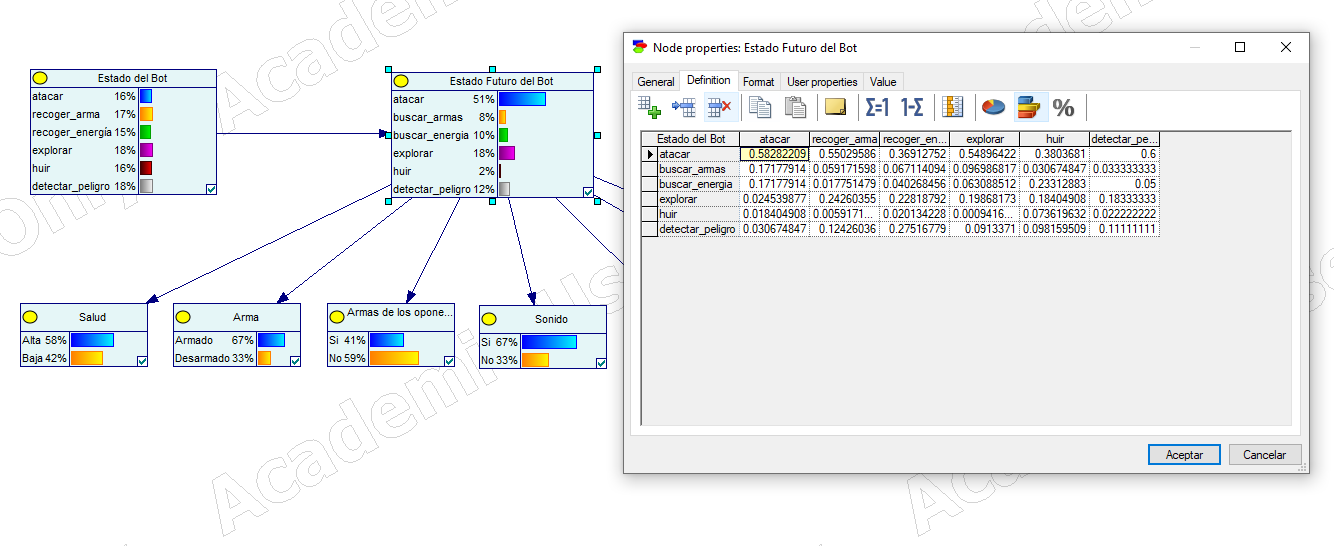 Estado del Bot
atacar 16%
recoger_arma 17%
recoger_energía 15%
explorar 18%
huir 16%
detectar_peligro 18%
Estado Futuro del Bot
atacar 51%
buscar_armas 8%
buscar_energia 10%
explorar 18%
huir 2%
detectar_peligro 12%
Salud
Alta 58%
Baja 42%
Arma
Armado 67%
Desarmado 33%
Armas de los opone...
Si 41%
No 59%
Sonido
Si 67%
No 33%
Node properties: Estado Futuro del Bot
General Definition Format User properties Value
Σ=1 1-Σ %
Estado del Bot atacar recoger_arma recoger_en... explorar huir detectar_pe...
atacar 0.58282209 0.55029586 0.36912752 0.54896422 0.3803681 0.6
buscar_amas 0.17177914 0.059171598 0.067114094 0.096986817 0.030674847 0.033333333
buscar_energia 0.17177914 0.017751479 0.040268456 0.063088512 0.23312883 0.05
explorar 0.024539877 0.24260355 0.22818792 0.19868173 0.18404908 0.18333333
huir 0.018404908 0.0059171... 0.020134228 0.0009416... 0.073619632 0.022222222
detectar_peligro 0.030674847 0.12426036 0.27516779 0.0913371 0.098159509 0.11111111
Aceptar Cancelar
Academi
Only
Academi
use
Academi